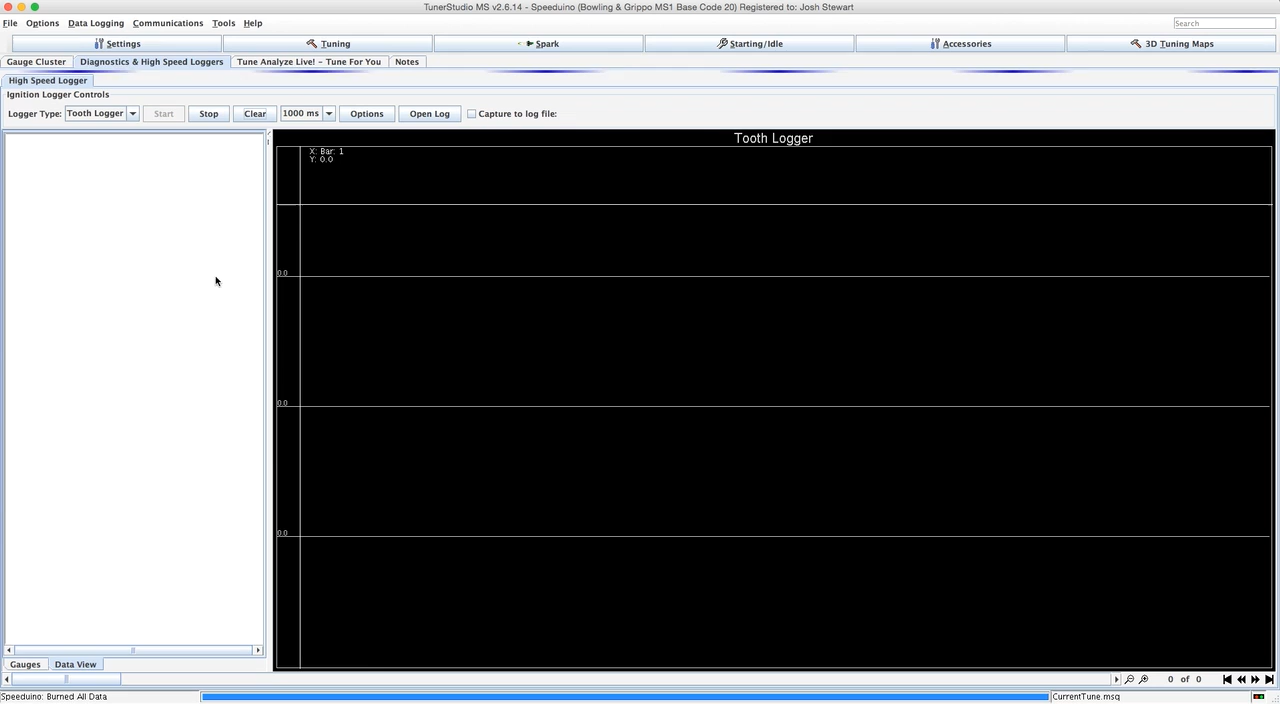 TunerStudio MS v2.6.14 - Speeduino (Bowling & Grippo MS1 Base Code 20) Registered to: Josh Stewart
File Options Data Logging Communications Tools Help Search
Settings Tuning Spark Starting/Idle Accessories 3D Tuning Maps
Gauge Cluster Diagnostics & High Speed Loggers Tune Analyze Live! - Tune For You Notes
High Speed Logger
Ignition Logger Controls
Logger Type: Tooth Logger Start Stop Clear 1000 ms Options Open Log Capture to log file:
Tooth Logger
X: Bar: 1
Y: 0.0
0.0
0.0
0.0
Gauges Data View
0 of 0
Speeduino: Burned All Data CurrentTune.msq